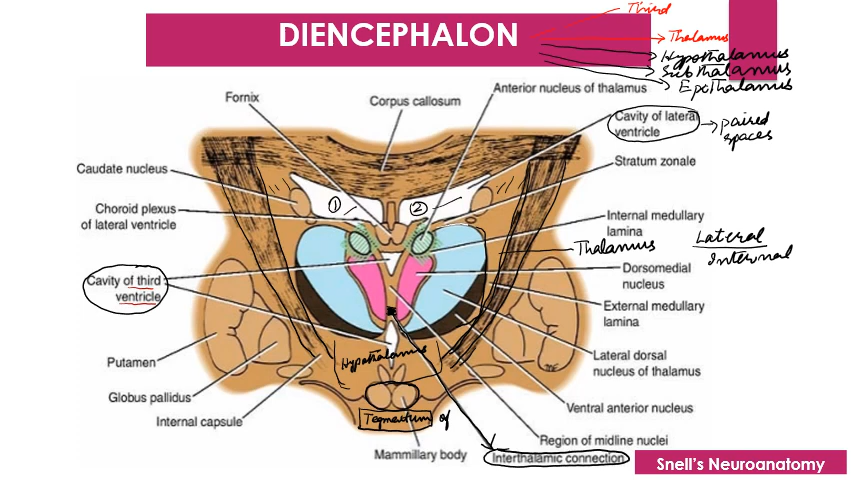 DIENCEPHALON
Third
Thalamus
Hypothalamus
SubThalamus
EpiThalamus
Fornix
Corpus callosum
Anterior nucleus of thalamus
Cavity of lateral
ventricle
paired
spaces
Caudate nucleus
Stratum zonale
1
2
Choroid plexus
of lateral ventricle
Internal medullary
lamina
Thalamus
Lateral
Internal
Dorsomedial
nucleus
Cavity of third
ventricle
External medullary
lamina
Hypothalamus
Putamen
Lateral dorsal
nucleus of thalamus
Globus pallidus
Ventral anterior nucleus
Internal capsule
Tegmentum of
Region of midline nuclei
Mammillary body
Interthalamic connection
Snell's Neuroanatomy